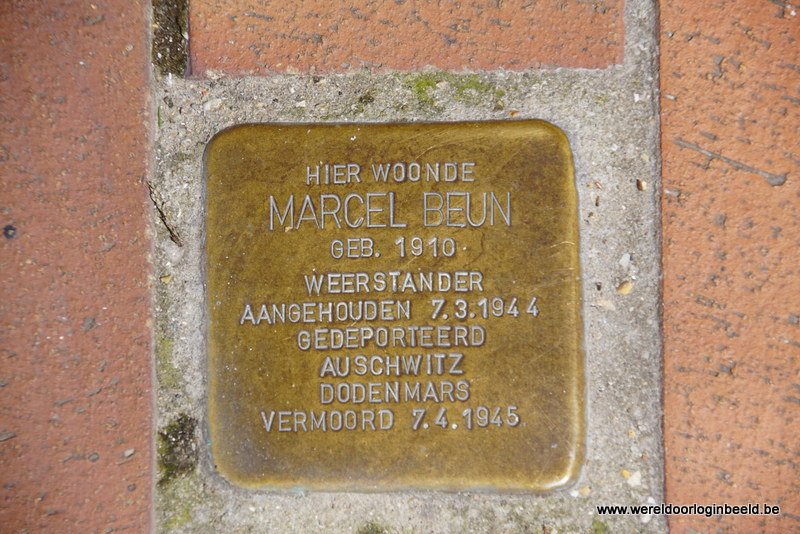 HIER WOONDE
MARCEL BEUN
GEB. 1910
WEERSTANDER
AANGEHOUDEN 7.3.1944
GEDEPORTEERD
AUSCHWITZ
DODENMARS
VERMOORD 7.4.1945
www.wereldoorloginbeeld.be